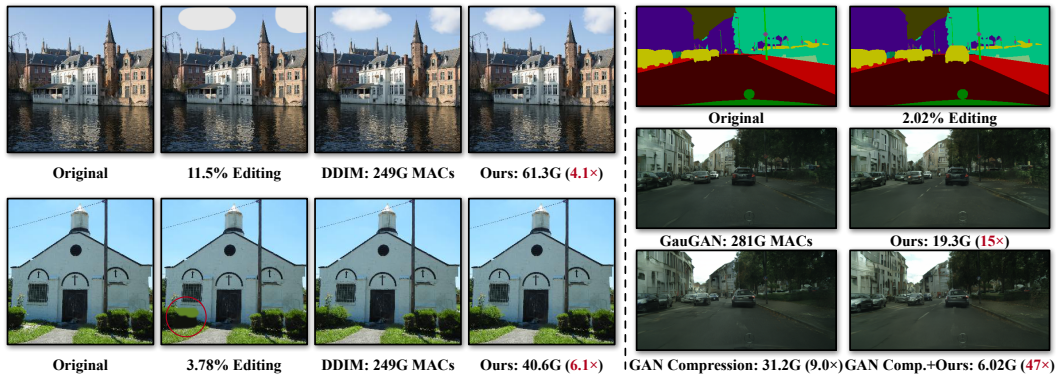 Original
11.5% Editing
DDIM: 249G MACs
Ours: 61.3G (4.1×)
Original
3.78% Editing
DDIM: 249G MACs
Ours: 40.6G (6.1×)
Original
2.02% Editing
GauGAN: 281G MACs
Ours: 19.3G (15×)
GAN Compression: 31.2G (9.0×)
GAN Comp.+Ours: 6.02G (47×)